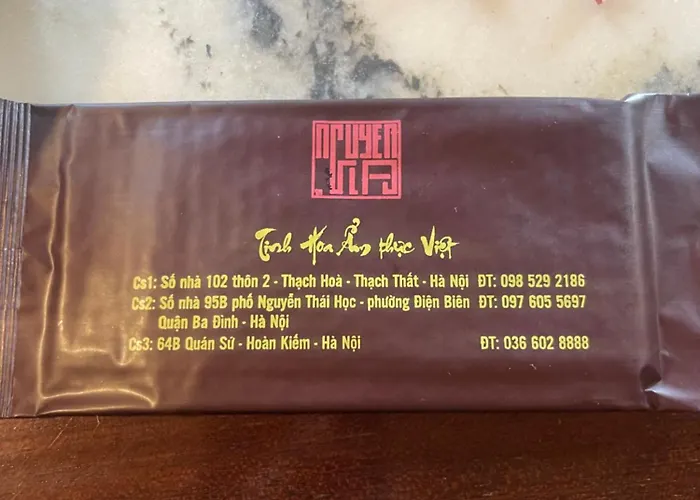 NGUYEN
GIA
Tinh Hoa Ẩm thực Việt
Cs1: Số nhà 102 thôn 2 - Thạch Hoà - Thạch Thất - Hà Nội ĐT: 098 529 2186
Cs2: Số nhà 95B phố Nguyễn Thái Học - phường Điện Biên ĐT: 097 605 5697
Quận Ba Đình - Hà Nội
Cs3: 64B Quán Sứ - Hoàn Kiếm - Hà Nội ĐT: 036 602 8888